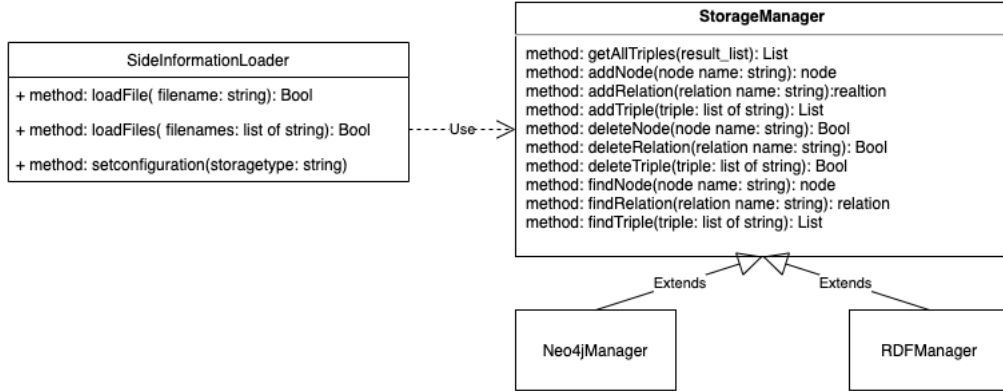 SideInformationLoader
+ method: loadFile( filename: string): Bool
+ method: loadFiles( filenames: list of string): Bool
+ method: setconfiguration(storagetype: string)
Use
StorageManager
method: getAllTriples(result_list): List
method: addNode(node name: string): node
method: addRelation(relation name: string):realtion
method: addTriple(triple: list of string): List
method: deleteNode(node name: string): Bool
method: deleteRelation(relation name: string): Bool
method: deleteTriple(triple: list of string): Bool
method: findNode(node name: string): node
method: findRelation(relation name: string): relation
method: findTriple(triple: list of string): List
Extends
Extends
Neo4jManager
RDFManager